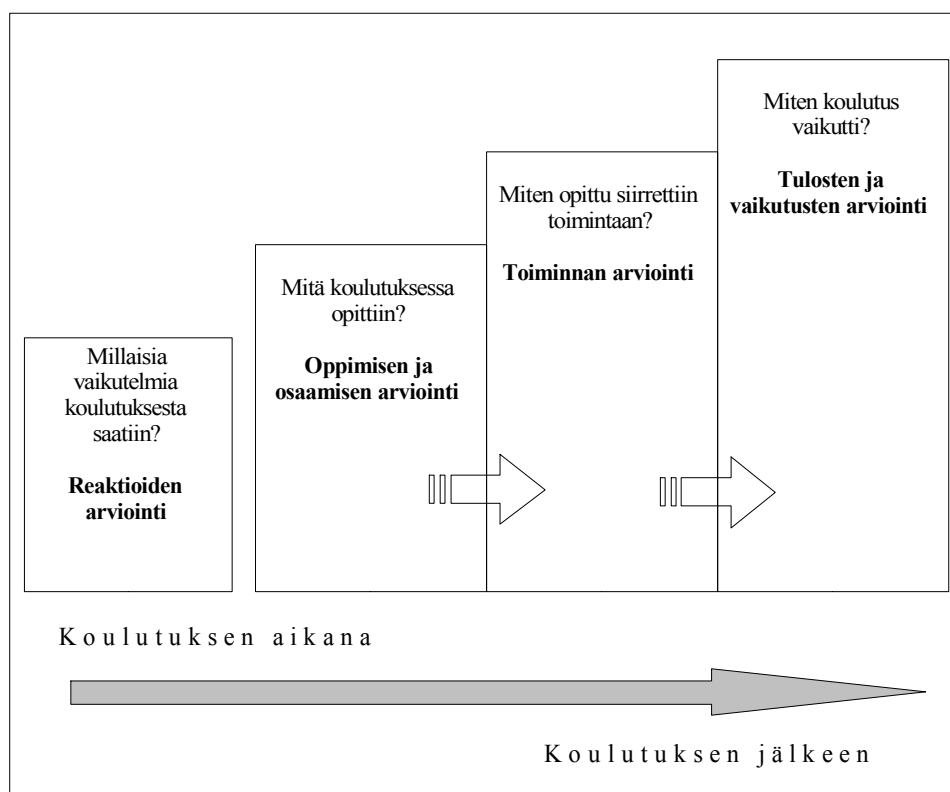 Millaisia
vaikutelmia
koulutuksesta
saatiin?
Reaktioiden
arviointi
Mitä koulutuksessa
opittiin?
Oppimisen ja
osaamisen arviointi
Miten opittu siirrettiin
toimintaan?
Toiminnan arviointi
Miten koulutus
vaikutti?
Tulosten ja
vaikutusten arviointi
Koulutuksen aikana
Koulutuksen jälkeen